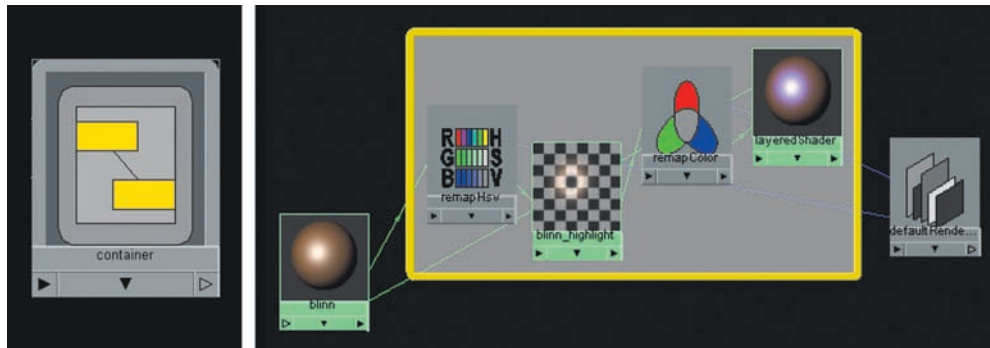 container
R H
G S
B V
remapHsv
blinn
blinn_highlight
remapColor
layeredShader
defaultRende...